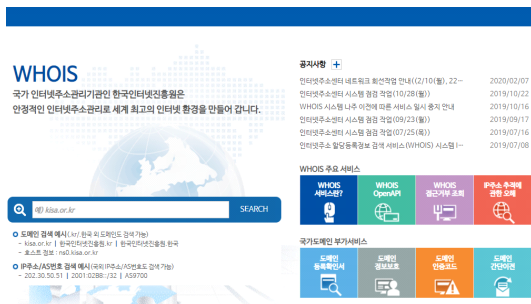 WHOIS
국가 인터넷주소관리기관인 한국인터넷진흥원은
안정적인 인터넷주소관리로 세계 최고의 인터넷 환경을 만들어 갑니다.
예) kisa.or.kr
SEARCH
도메인 검색 예시(.kr/.한국 외 도메인도 검색 가능)
- kisa.or.kr | 한국인터넷진흥원.kr | 한국인터넷진흥원.한국
- 호스트 정보 : ns0.kisa.or.kr
IP주소/AS번호 검색 예시(국외 IP주소/AS번호도 검색 가능)
- 202.30.50.51 | 2001:02B8::/32 | AS9700
공지사항 +
인터넷주소센터 네트워크 회선작업 안내((2/10(월), 22… 2020/02/07
인터넷주소센터 시스템 점검 작업(10/28(월)) 2019/10/22
WHOIS 시스템 나주 이전에 따른 서비스 일시 중지 안내 2019/10/16
인터넷주소센터 시스템 점검 작업(09/23(월)) 2019/09/17
인터넷주소센터 시스템 점검 작업(07/25(목)) 2019/07/16
인터넷주소 할당등록정보 검색 서비스(WHOIS) 시스템 I… 2019/07/08
WHOIS 주요 서비스
WHOIS
서비스란?
WHOIS
OpenAPI
WHOIS
접근거부 조회
IP주소 추적에
관한 오해
국가도메인 부가서비스
도메인
등록확인서
도메인
정보보호
도메인
인증코드
도메인
간단이전